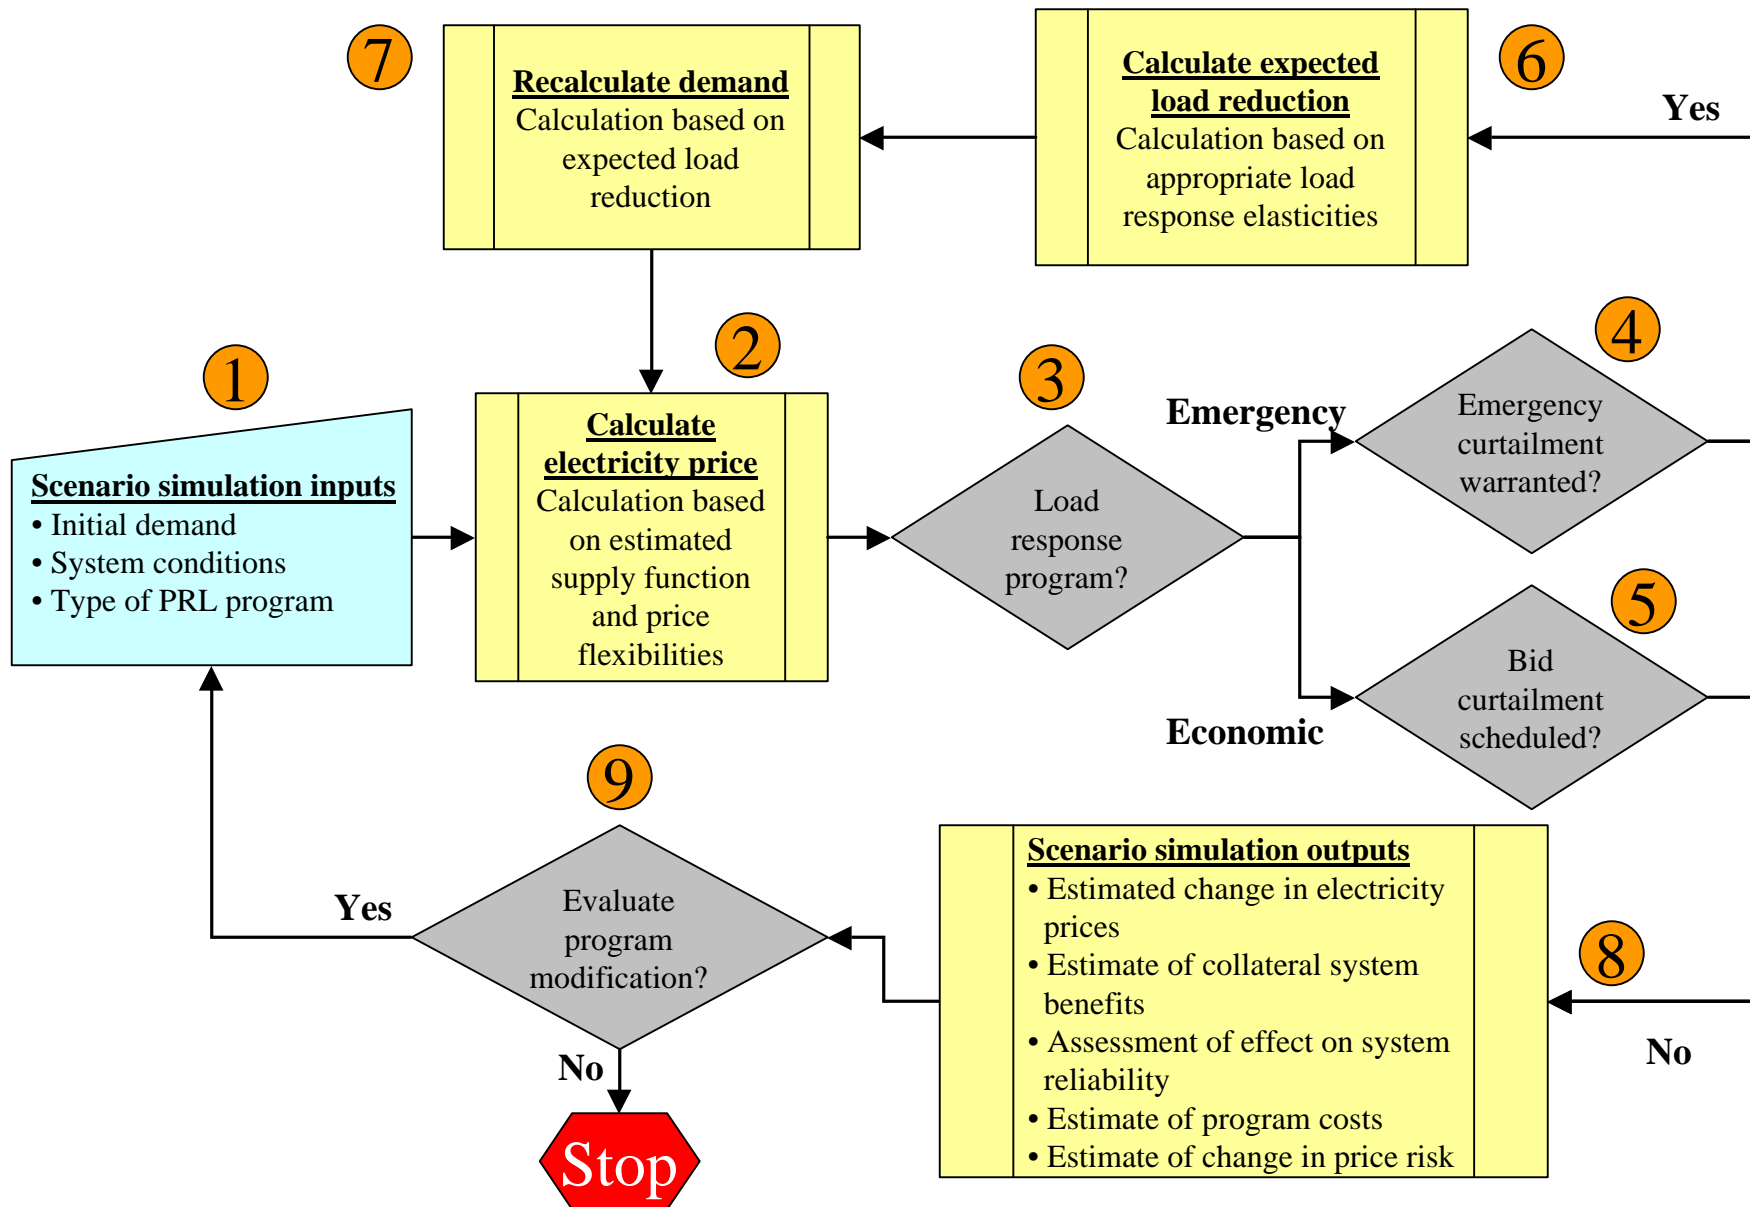 7
Recalculate demand
Calculation based on
expected load
reduction
Calculate expected
load reduction
Calculation based on
appropriate load
response elasticities
6
Yes
1
Scenario simulation inputs
• Initial demand
• System conditions
• Type of PRL program
2
Calculate
electricity price
Calculation based
on estimated
supply function
and price
flexibilities
3
Load
response
program?
Emergency
4
Emergency
curtailment
warranted?
Economic
5
Bid
curtailment
scheduled?
9
Evaluate
program
modification?
Yes
No
Stop
Scenario simulation outputs
• Estimated change in electricity
prices
• Estimate of collateral system
benefits
• Assessment of effect on system
reliability
• Estimate of program costs
• Estimate of change in price risk
8
No